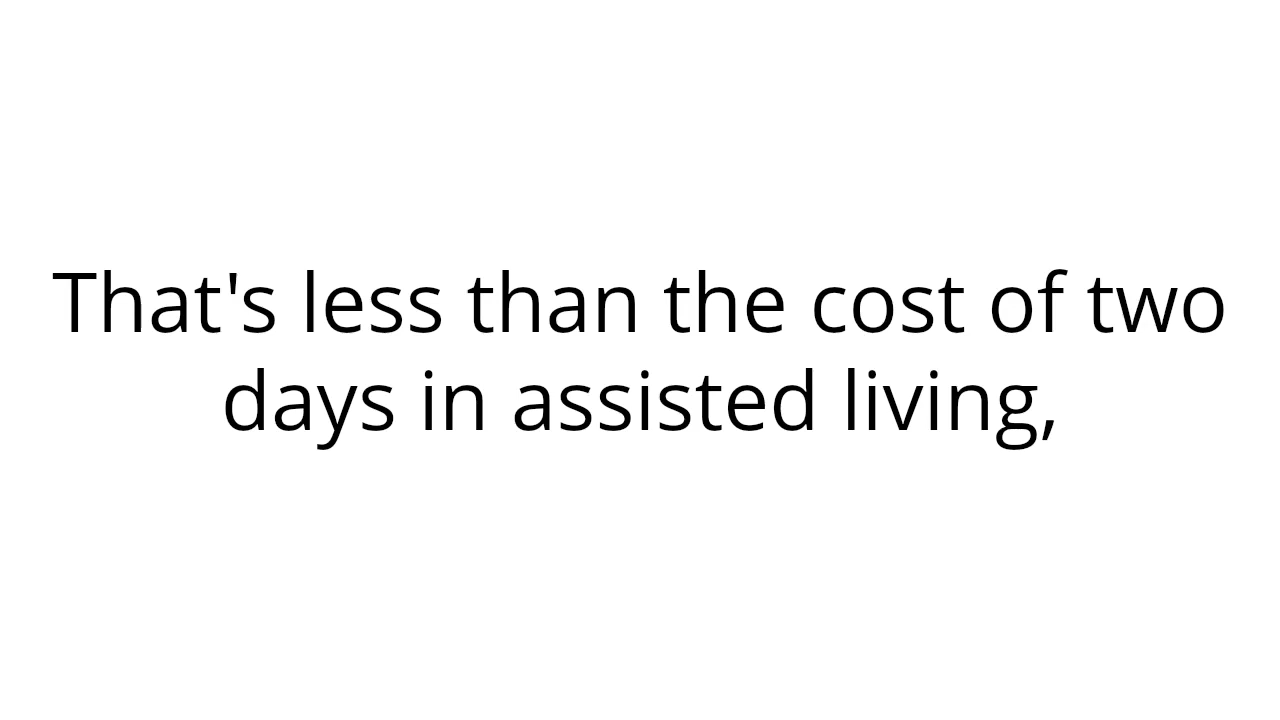 That's less than the cost of two
days in assisted living,